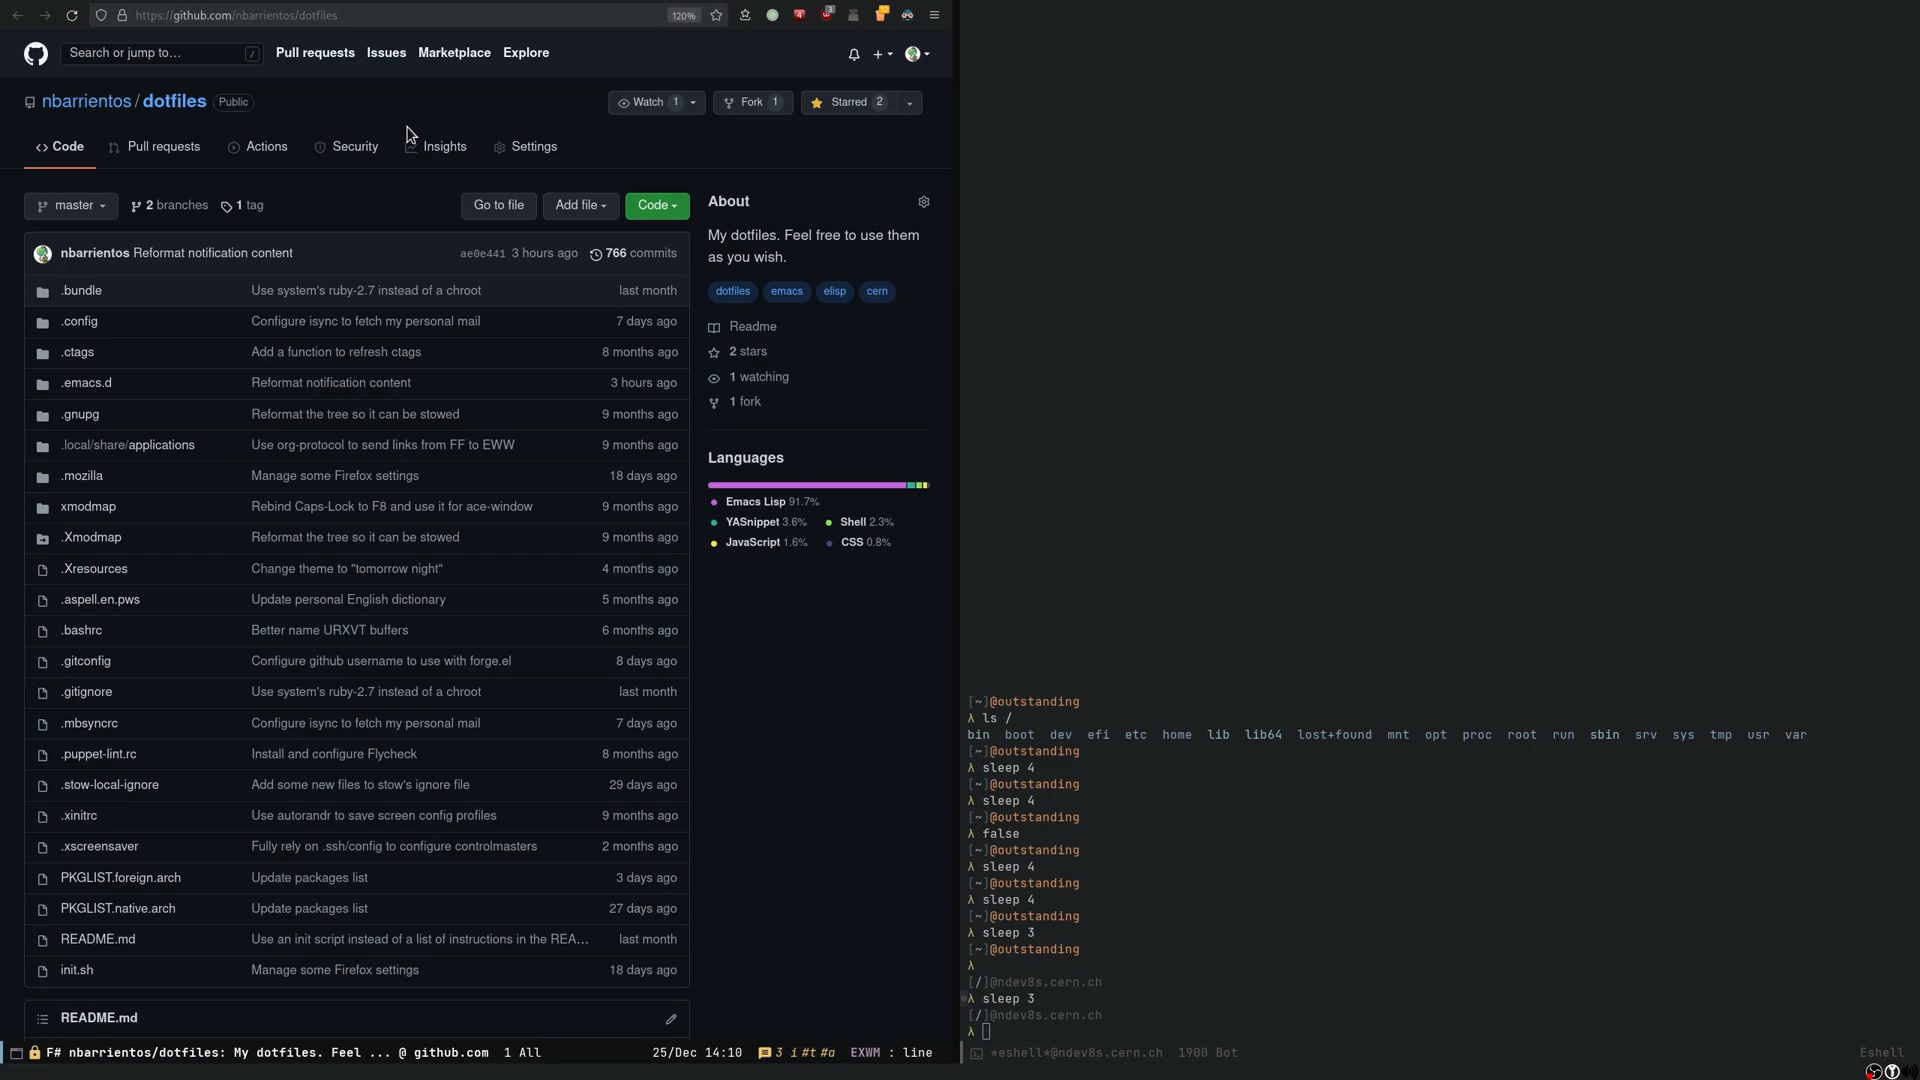 https://github.com/nbarrientos/dotfiles
120%
4
3
Search or jump to…
/
Pull requests
Issues
Marketplace
Explore
nbarrientos / dotfiles
Public
Watch 1
Fork 1
Starred 2
Code
Pull requests
Actions
Security
Insights
Settings
master
2 branches
1 tag
Go to file
Add file
Code
nbarrientos Reformat notification content ae0e441 3 hours ago 766 commits
.bundle Use system's ruby-2.7 instead of a chroot last month
.config Configure isync to fetch my personal mail 7 days ago
.ctags Add a function to refresh ctags 8 months ago
.emacs.d Reformat notification content 3 hours ago
.gnupg Reformat the tree so it can be stowed 9 months ago
.local/share/applications Use org-protocol to send links from FF to EWW 9 months ago
.mozilla Manage some Firefox settings 18 days ago
xmodmap Rebind Caps-Lock to F8 and use it for ace-window 9 months ago
.Xmodmap Reformat the tree so it can be stowed 9 months ago
.Xresources Change theme to "tomorrow night" 4 months ago
.aspell.en.pws Update personal English dictionary 5 months ago
.bashrc Better name URXVT buffers 6 months ago
.gitconfig Configure github username to use with forge.el 8 days ago
.gitignore Use system's ruby-2.7 instead of a chroot last month
.mbsyncrc Configure isync to fetch my personal mail 7 days ago
.puppet-lint.rc Install and configure Flycheck 8 months ago
.stow-local-ignore Add some new files to stow's ignore file 29 days ago
.xinitrc Use autorandr to save screen config profiles 9 months ago
.xscreensaver Fully rely on .ssh/config to configure controlmasters 2 months ago
PKGLIST.foreign.arch Update packages list 3 days ago
PKGLIST.native.arch Update packages list 27 days ago
README.md Use an init script instead of a list of instructions in the REA… last month
init.sh Manage some Firefox settings 18 days ago
README.md
About
My dotfiles. Feel free to use them
as you wish.
dotfiles emacs elisp cern
Readme
2 stars
1 watching
1 fork
Languages
Emacs Lisp 91.7%
YASnippet 3.6% Shell 2.3%
JavaScript 1.6% CSS 0.8%
F# nbarrientos/dotfiles: My dotfiles. Feel ... @ github.com 1 All 25/Dec 14:10 3 i #t #a EXWM : line
[~]@outstanding
λ ls /
bin boot dev efi etc home lib lib64 lost+found mnt opt proc root run sbin srv sys tmp usr var
[~]@outstanding
λ sleep 4
[~]@outstanding
λ sleep 4
[~]@outstanding
λ false
[~]@outstanding
λ sleep 4
[~]@outstanding
λ sleep 4
[~]@outstanding
λ sleep 3
[~]@outstanding
λ
[/]@ndev8s.cern.ch
λ sleep 3
[/]@ndev8s.cern.ch
λ
*eshell*@ndev8s.cern.ch 1900 Bot Eshell